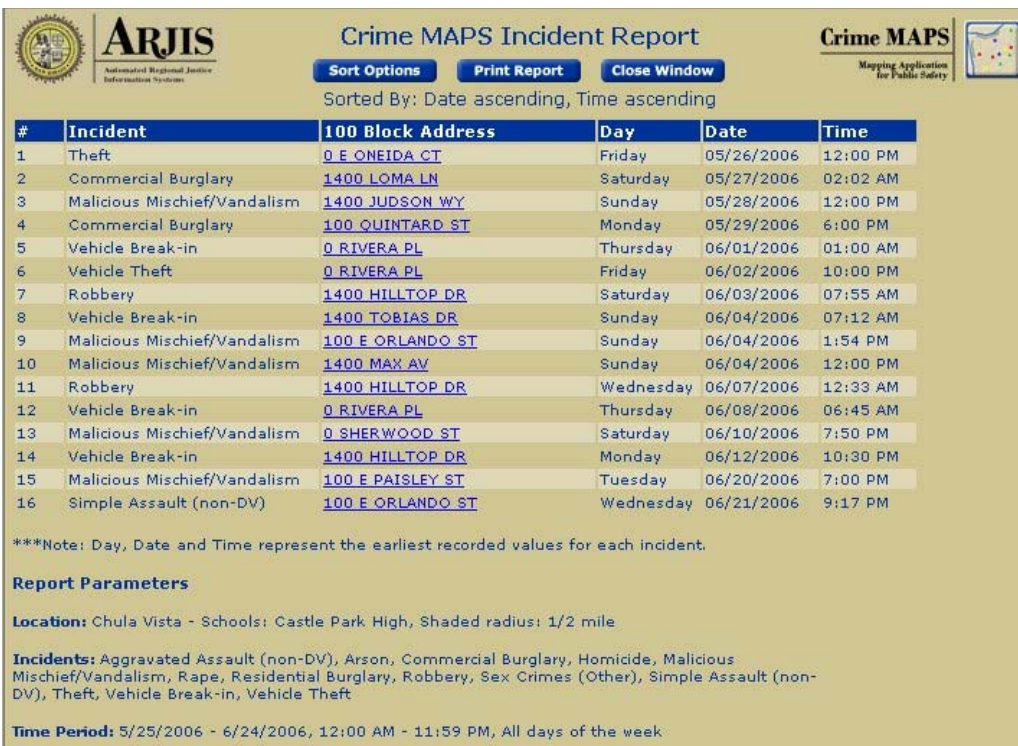 ARJIS
Automated Regional Justice
Information Systems
Crime MAPS Incident Report
Sort Options Print Report Close Window
Sorted By: Date ascending, Time ascending
Crime MAPS
Mapping Application
for Public Safety
# Incident 100 Block Address Day Date Time
1 Theft 0 E ONEIDA CT Friday 05/26/2006 12:00 PM
2 Commercial Burglary 1400 LOMA LN Saturday 05/27/2006 02:02 AM
3 Malicious Mischief/Vandalism 1400 JUDSON WY Sunday 05/28/2006 12:00 PM
4 Commercial Burglary 100 QUINTARD ST Monday 05/29/2006 6:00 PM
5 Vehicle Break-in 0 RIVERA PL Thursday 06/01/2006 01:00 AM
6 Vehicle Theft 0 RIVERA PL Friday 06/02/2006 10:00 PM
7 Robbery 1400 HILLTOP DR Saturday 06/03/2006 07:55 AM
8 Vehicle Break-in 1400 TOBIAS DR Sunday 06/04/2006 07:12 AM
9 Malicious Mischief/Vandalism 100 E ORLANDO ST Sunday 06/04/2006 1:54 PM
10 Malicious Mischief/Vandalism 1400 MAX AV Sunday 06/04/2006 12:00 PM
11 Robbery 1400 HILLTOP DR Wednesday 06/07/2006 12:33 AM
12 Vehicle Break-in 0 RIVERA PL Thursday 06/08/2006 06:45 AM
13 Malicious Mischief/Vandalism 0 SHERWOOD ST Saturday 06/10/2006 7:50 PM
14 Vehicle Break-in 1400 HILLTOP DR Monday 06/12/2006 10:30 PM
15 Malicious Mischief/Vandalism 100 E PAISLEY ST Tuesday 06/20/2006 7:00 PM
16 Simple Assault (non-DV) 100 E ORLANDO ST Wednesday 06/21/2006 9:17 PM
***Note: Day, Date and Time represent the earliest recorded values for each incident.
Report Parameters
Location: Chula Vista - Schools: Castle Park High, Shaded radius: 1/2 mile
Incidents: Aggravated Assault (non-DV), Arson, Commercial Burglary, Homicide, Malicious
Mischief/Vandalism, Rape, Residential Burglary, Robbery, Sex Crimes (Other), Simple Assault (non-
DV), Theft, Vehicle Break-in, Vehicle Theft
Time Period: 5/25/2006 - 6/24/2006, 12:00 AM - 11:59 PM, All days of the week